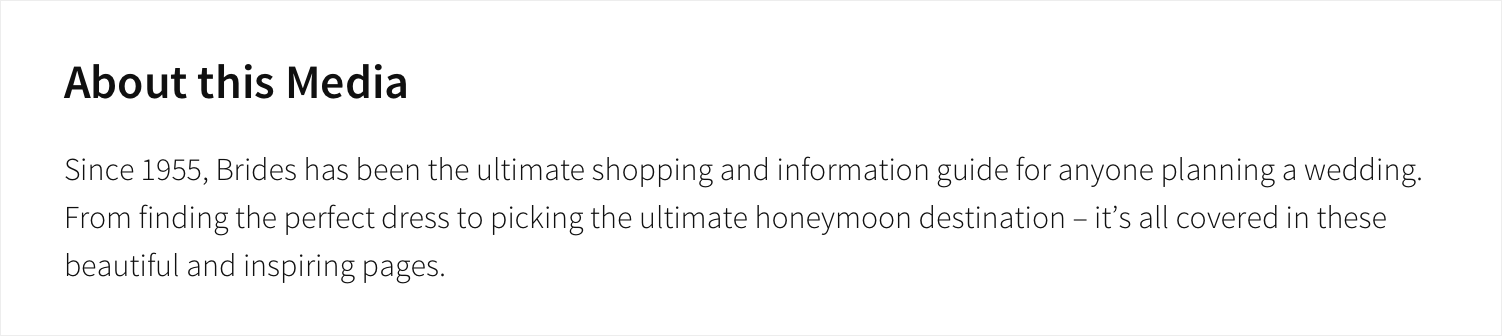 About this Media
Since 1955, Brides has been the ultimate shopping and information guide for anyone planning a wedding.
From finding the perfect dress to picking the ultimate honeymoon destination – it’s all covered in these
beautiful and inspiring pages.